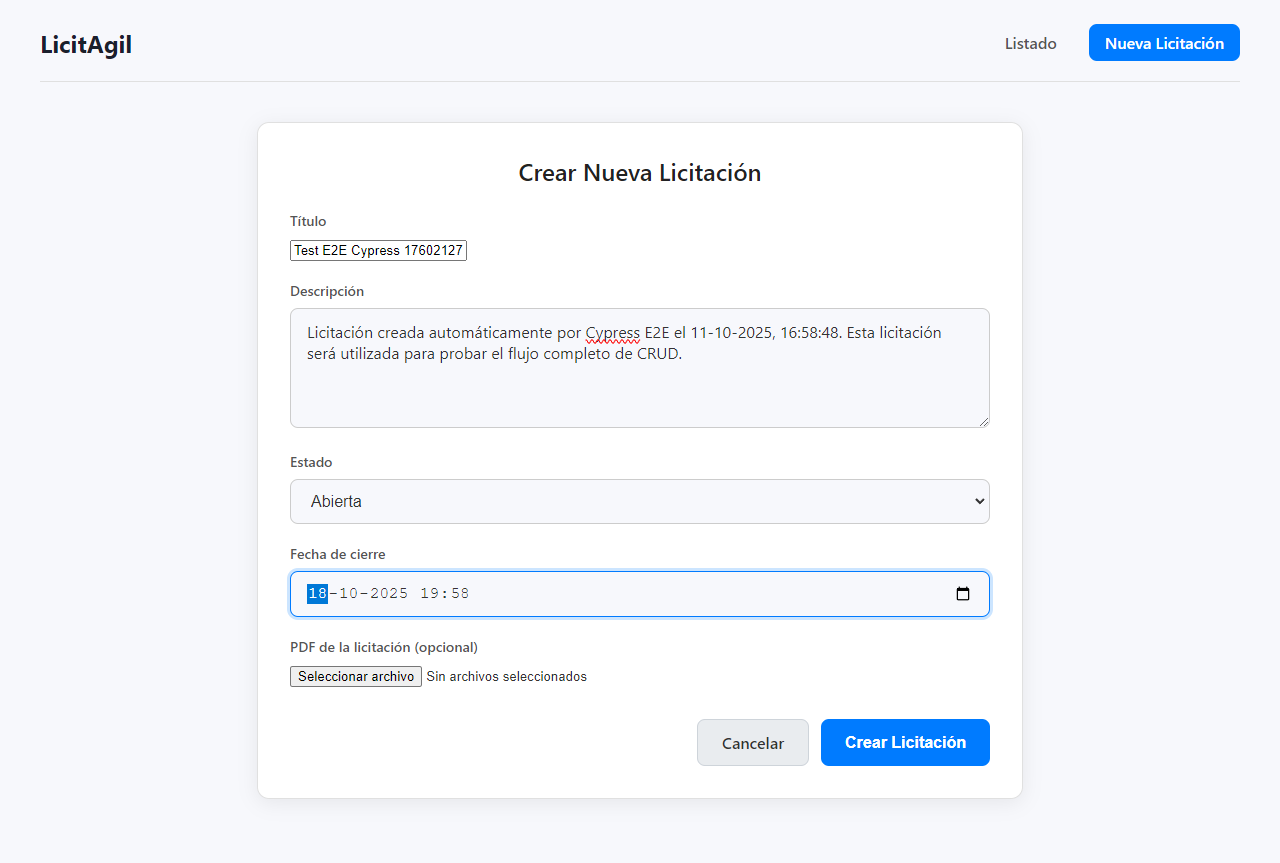 LicitAgil
Listado
Nueva Licitación
Crear Nueva Licitación
Título
Test E2E Cypress 17602127
Descripción
Licitación creada automáticamente por Cypress E2E el 11-10-2025, 16:58:48. Esta licitación
será utilizada para probar el flujo completo de CRUD.
Estado
Abierta
Fecha de cierre
18-10-2025 19:58
PDF de la licitación (opcional)
Seleccionar archivo Sin archivos seleccionados
Cancelar
Crear Licitación